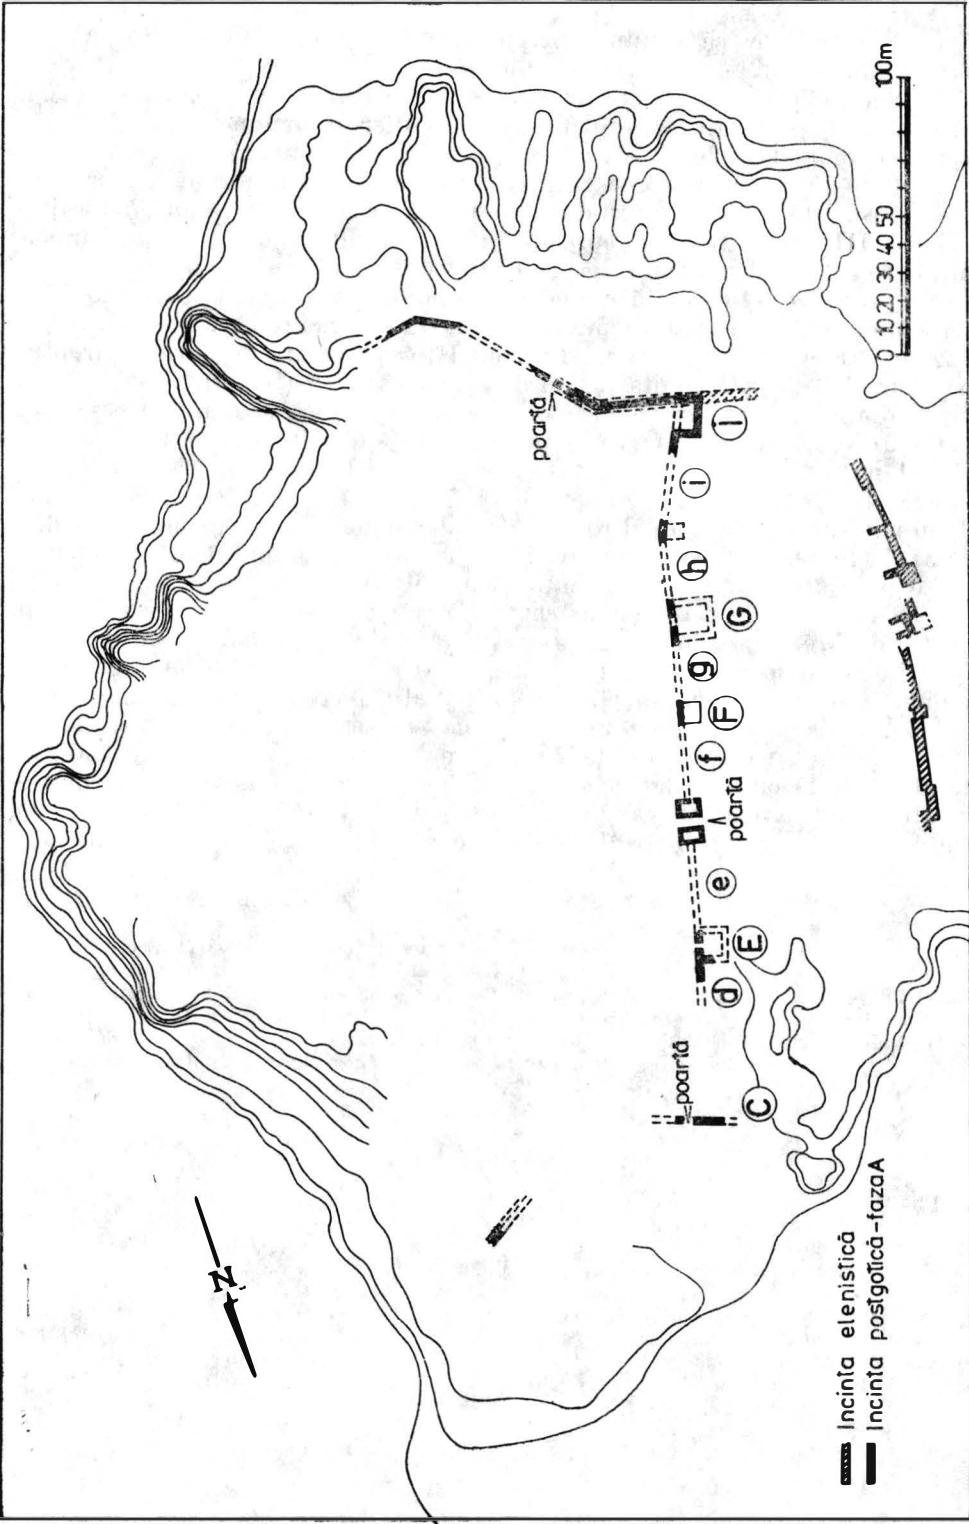 0 10 20 30 40 50 100m
poartă
I
i
h
G
g
F
f
poartă
e
E
d
poartă
C
N
Incinta elenistică
Incinta postgotică-faza A